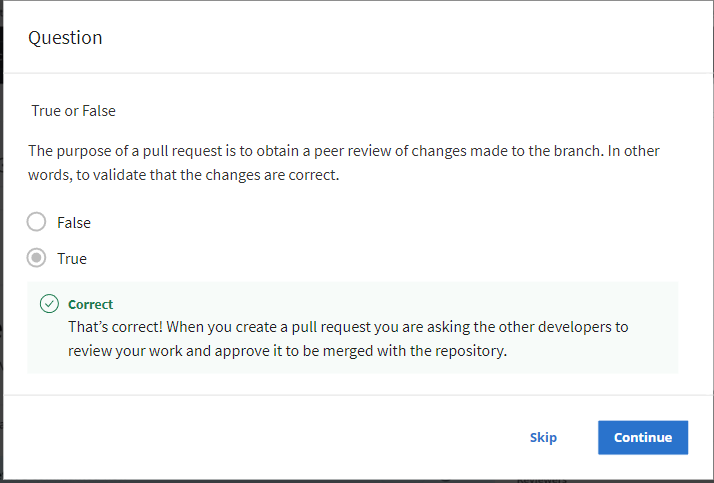 Question
True or False
The purpose of a pull request is to obtain a peer review of changes made to the branch. In other
words, to validate that the changes are correct.
False
True
Correct
That’s correct! When you create a pull request you are asking the other developers to
review your work and approve it to be merged with the repository.
Skip
Continue